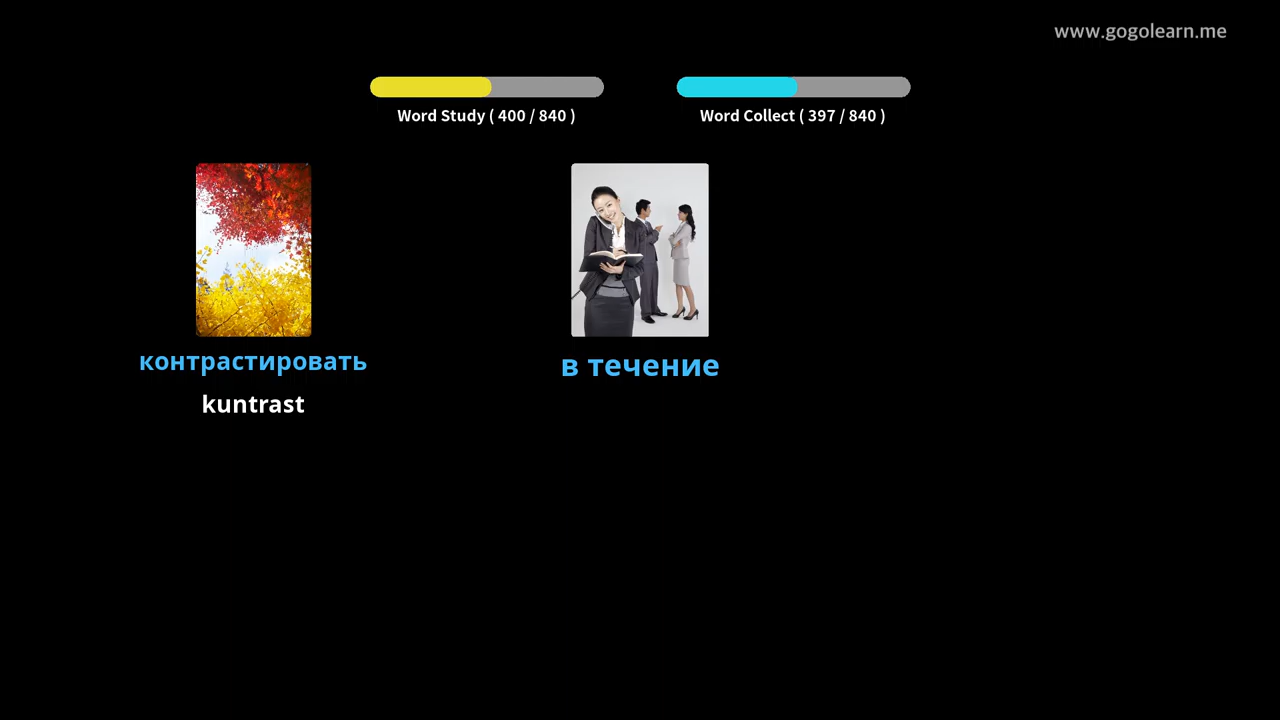 www.gogolearn.me
Word Study ( 400 / 840 )
Word Collect ( 397 / 840 )
контрастировать
kuntrast
в течение